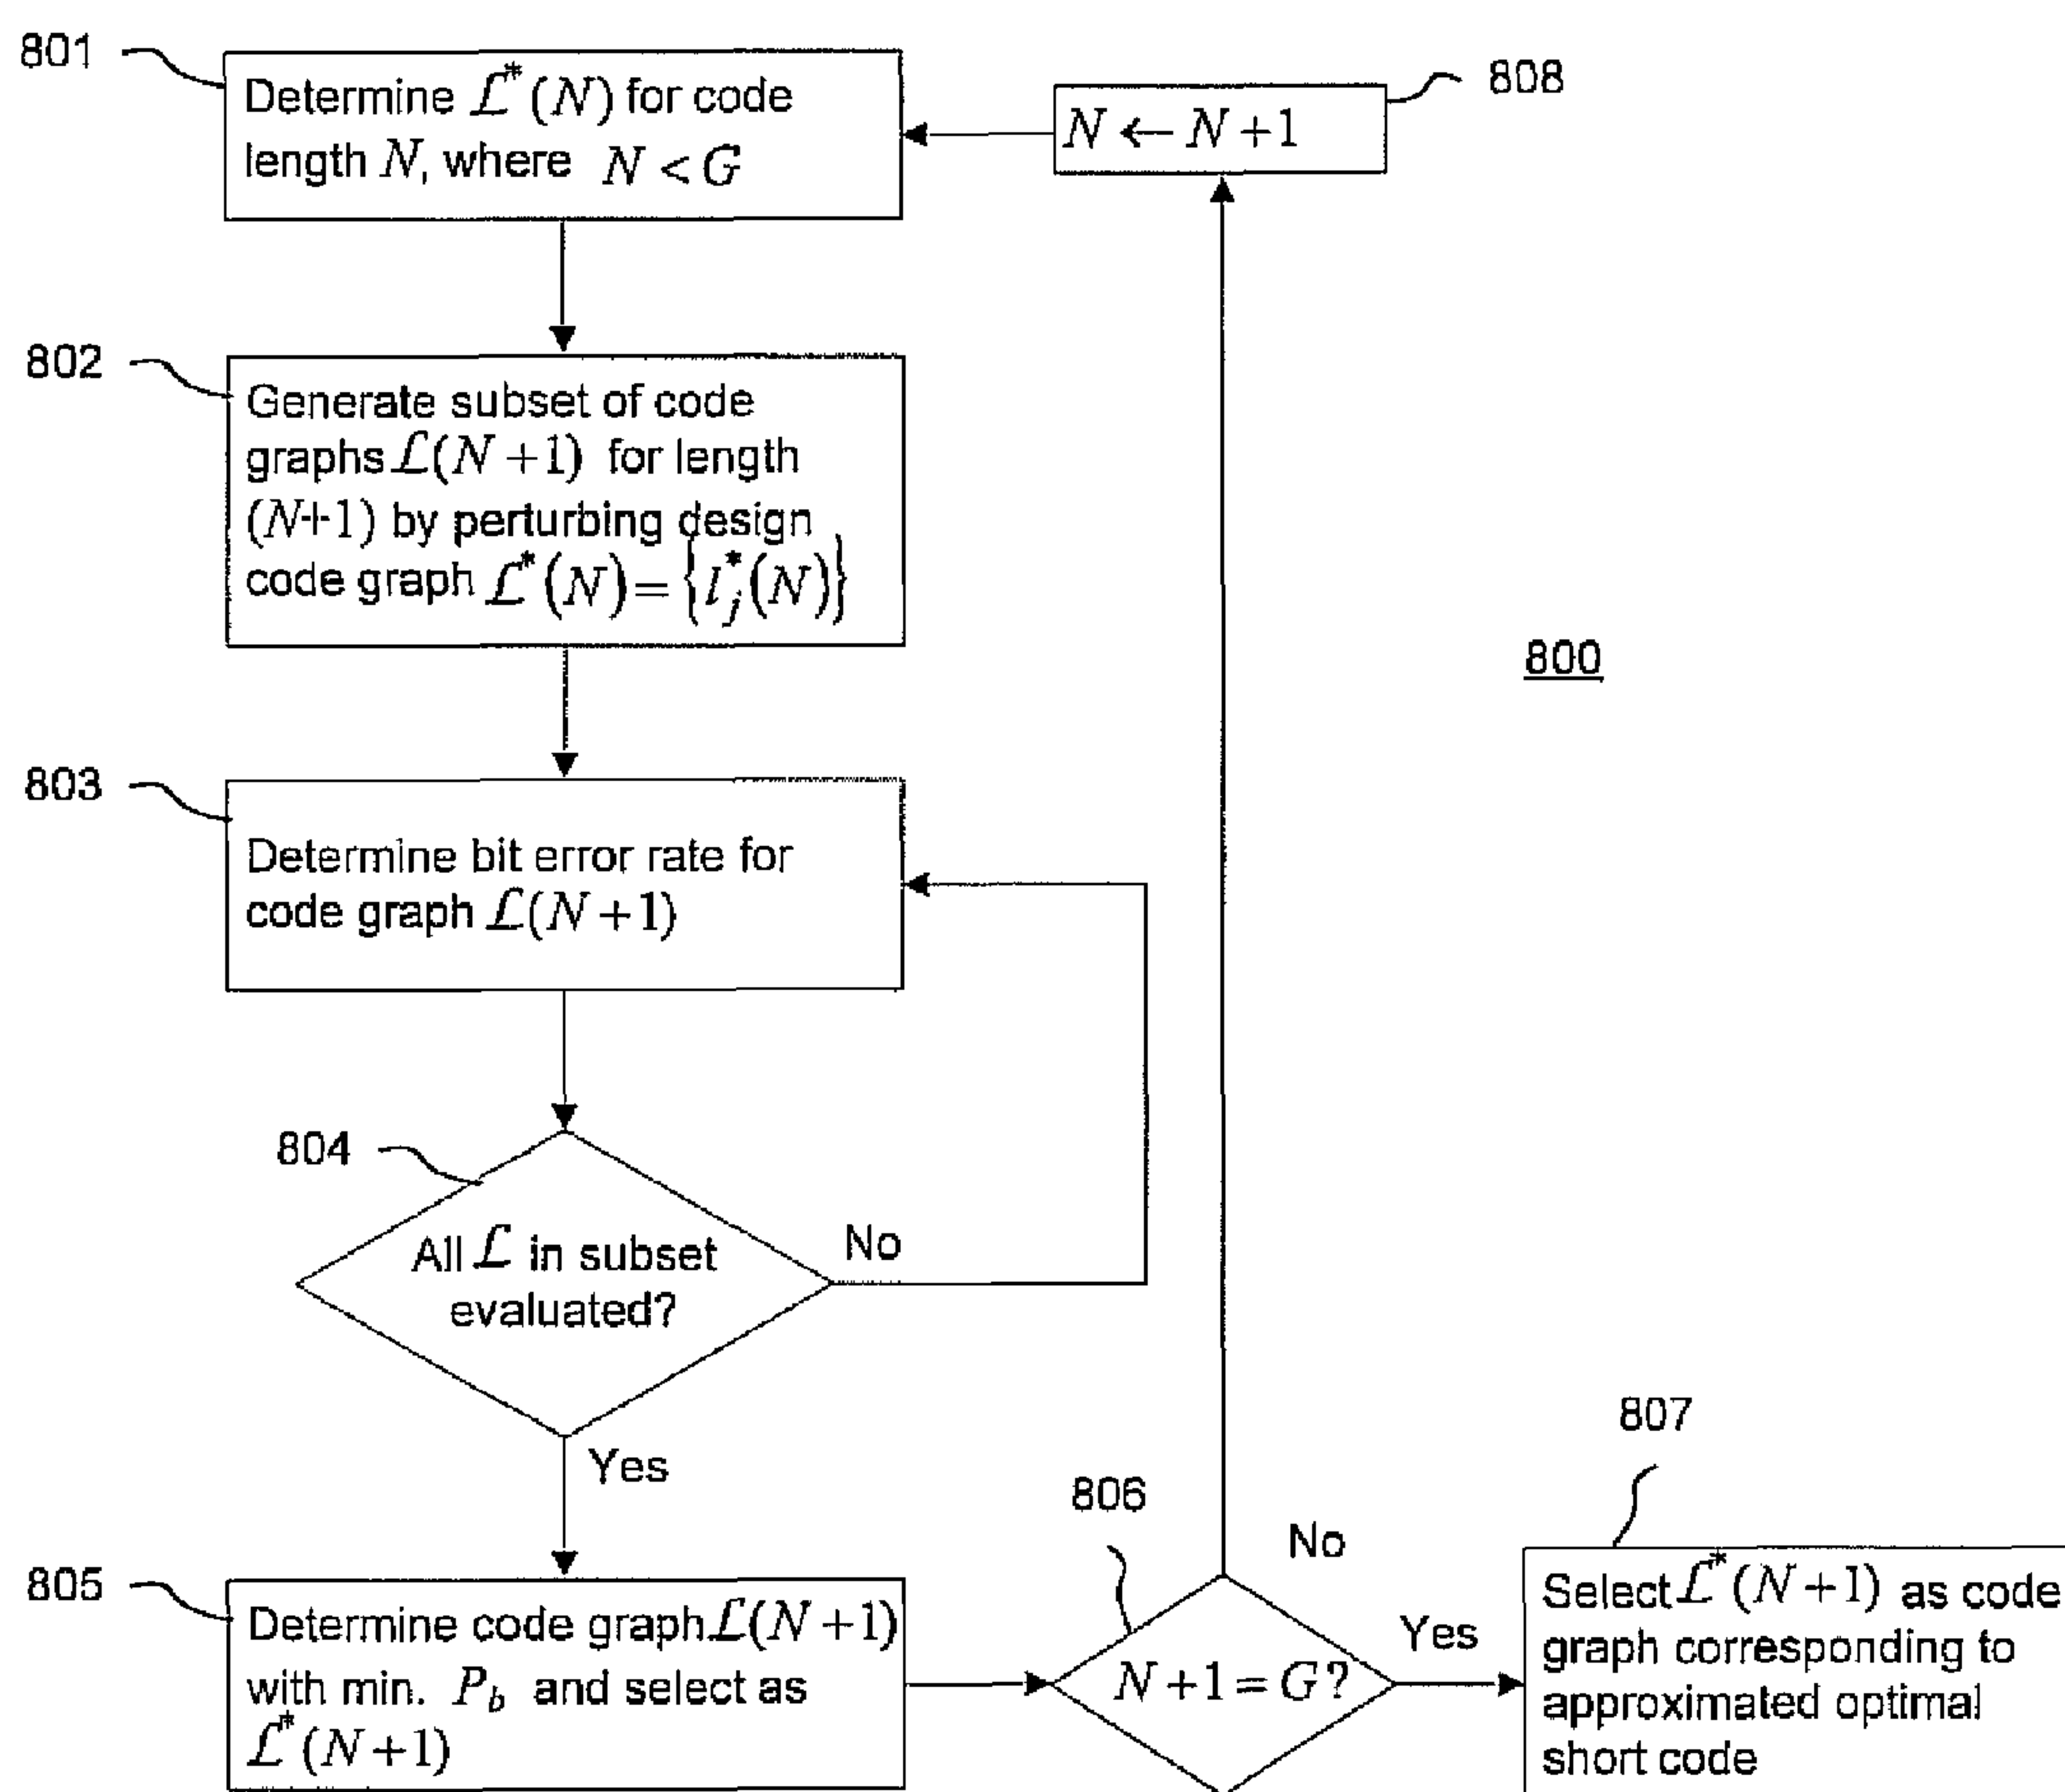 801
Determine ℒ*(N) for code
length N, where N < G
808
N ← N+1
802
Generate subset of code
graphs ℒ(N+1) for length
(N+1) by perturbing design
code graph ℒ*(N) = {l*_j(N)}
800
803
Determine bit error rate for
code graph ℒ(N+1)
804
All ℒ in subset
evaluated?
No
Yes
805
Determine code graph ℒ(N+1)
with min. P_b and select as
ℒ*(N+1)
806
N+1 = G?
No
Yes
807
Select ℒ*(N+1) as code
graph corresponding to
approximated optimal
short code